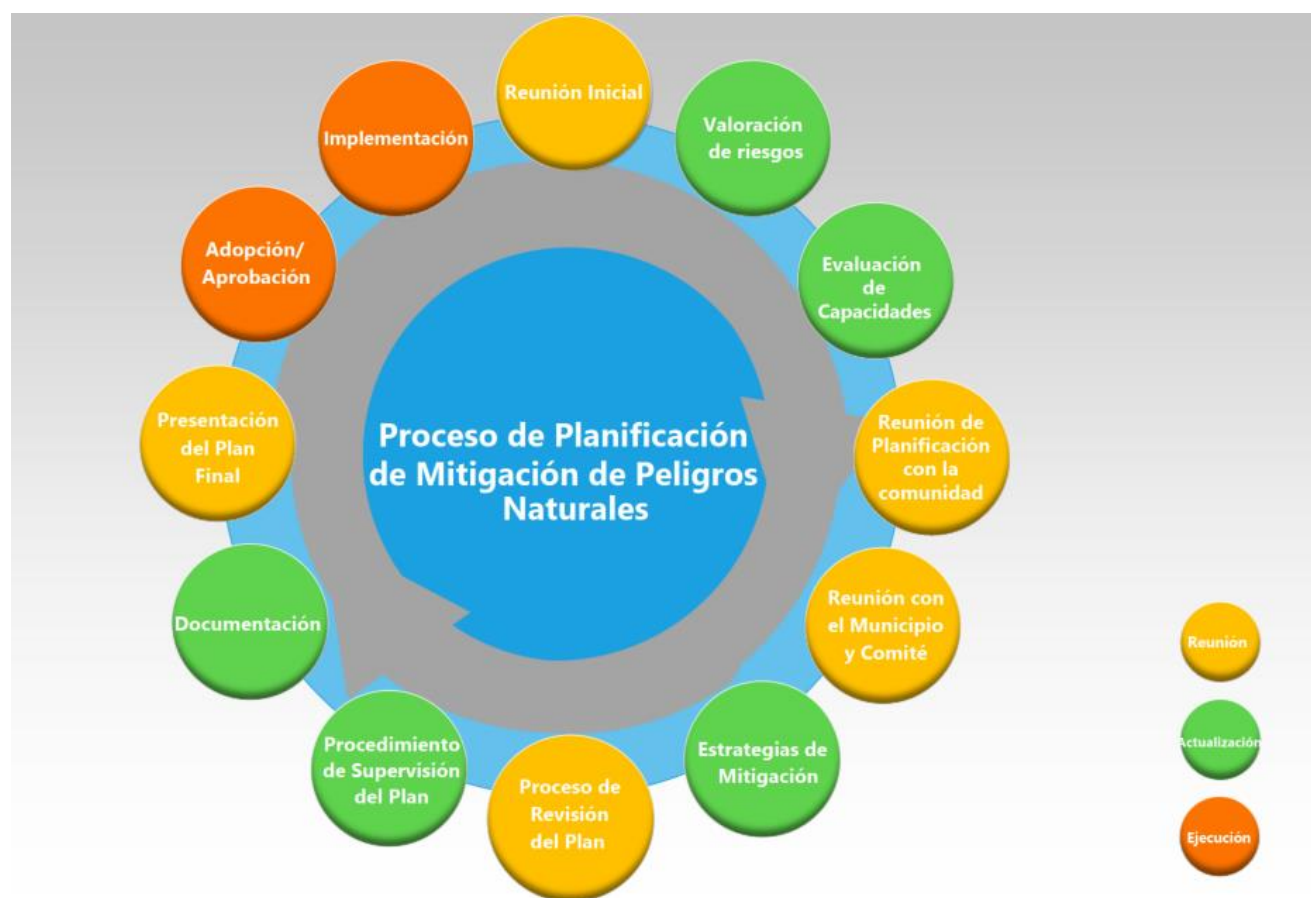 Reunión Inicial
Valoración
de riesgos
Evaluación
de
Capacidades
Reunión de
Planificación
con la
comunidad
Reunión con
el Municipio
y Comité
Estrategias de
Mitigación
Proceso de
Revisión
del Plan
Procedimiento
de Supervisión
del Plan
Documentación
Presentación
del Plan
Final
Adopción/
Aprobación
Implementación
Proceso de Planificación
de Mitigación de Peligros
Naturales
Reunión
Actualización
Ejecución